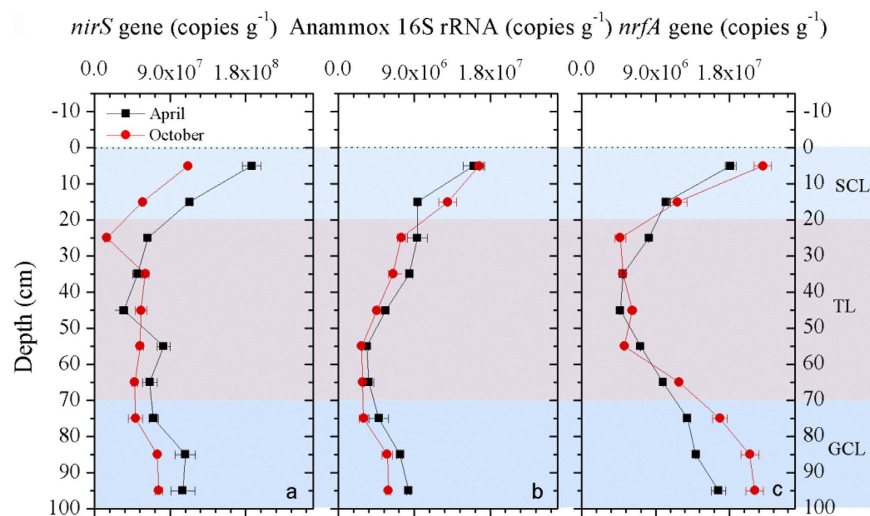 nirS gene (copies g⁻¹) Anammox 16S rRNA (copies g⁻¹) nrfA gene (copies g⁻¹)
0.0 9.0x10⁷ 1.8x10⁸ 0.0 9.0x10⁶ 1.8x10⁷ 0.0 9.0x10⁶ 1.8x10⁷
-10 -10
April
October
0 0
10 10
SCL
20 20
30 30
40 40
TL
Depth (cm)
50 50
60 60
70 70
80 80
GCL
90 90
a b c
100 100